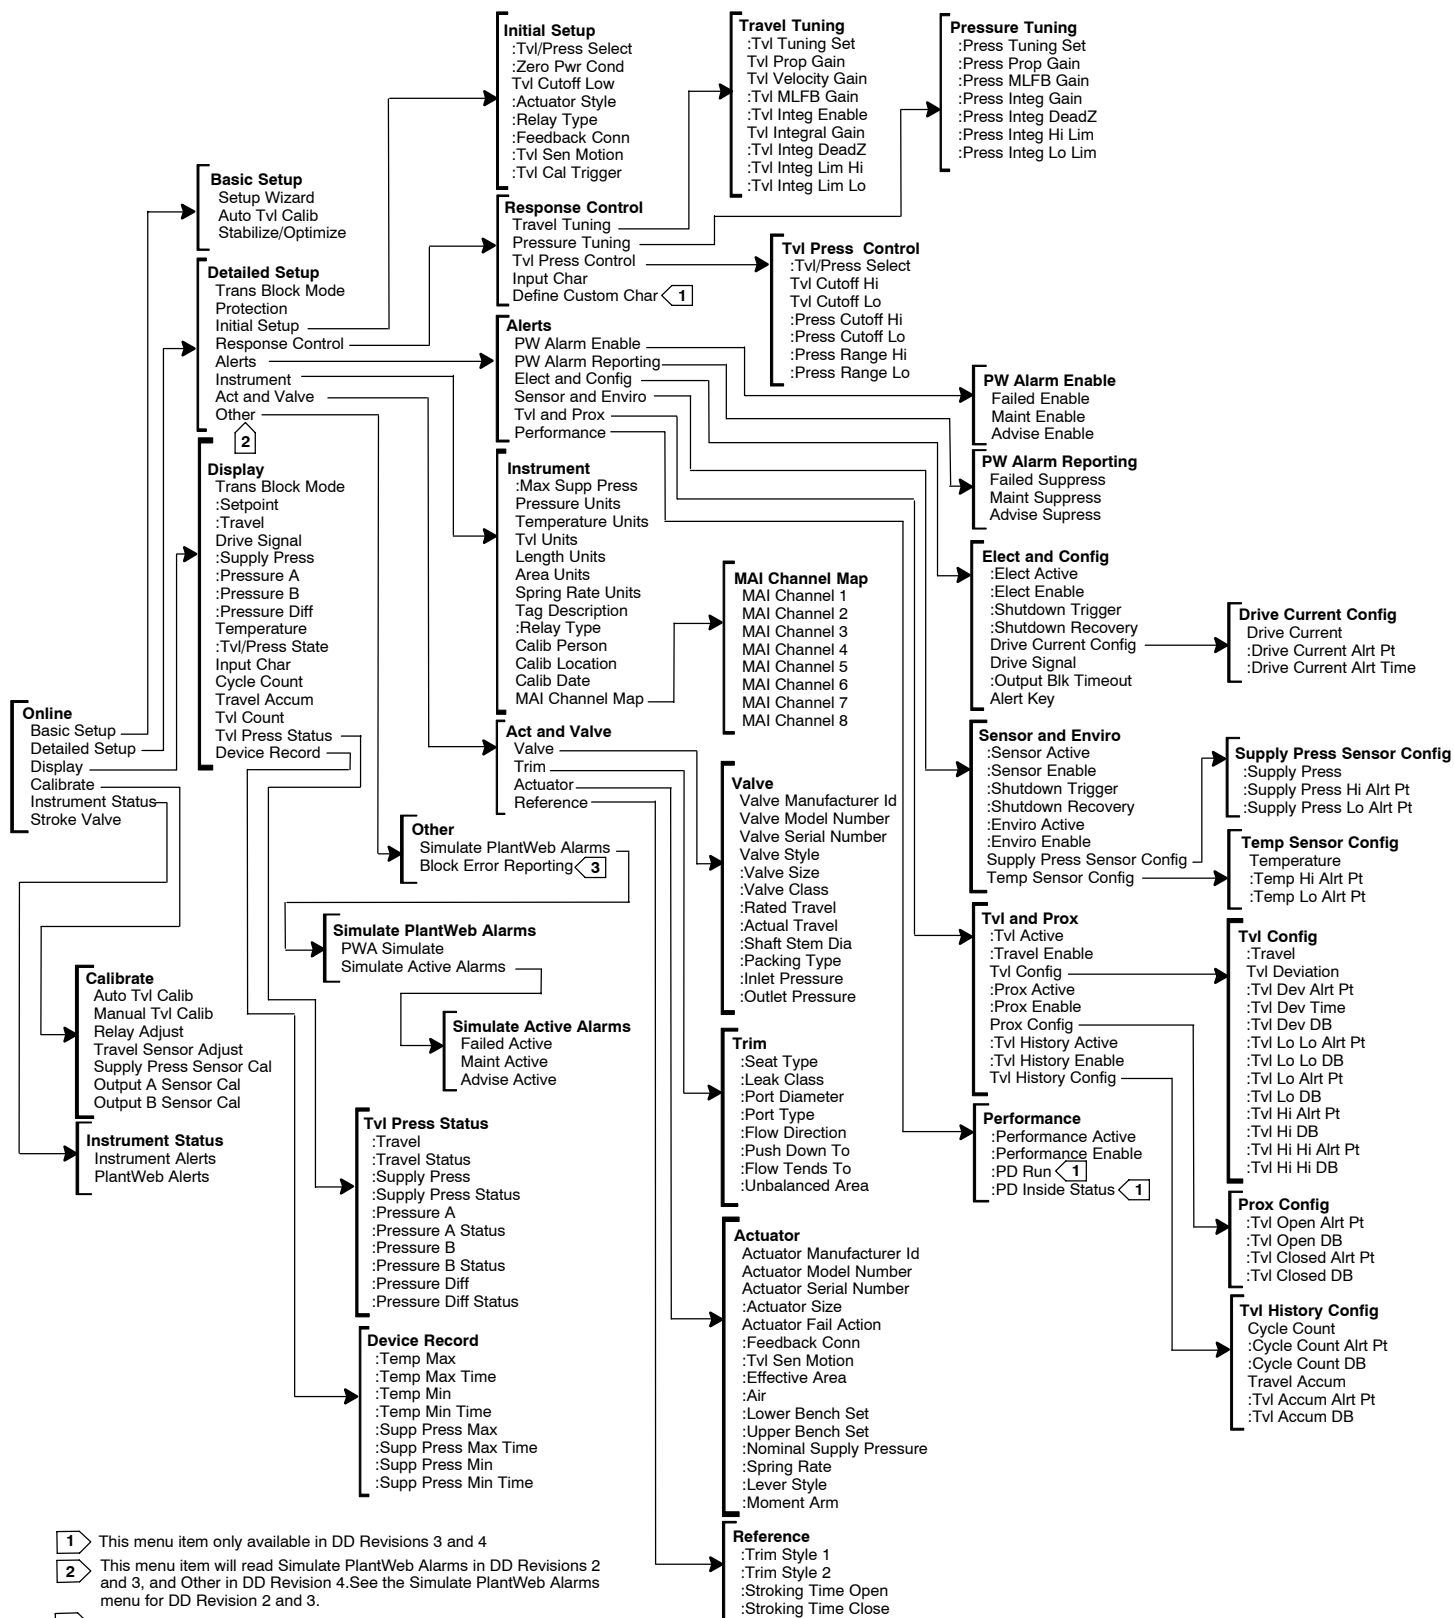 Online
Basic Setup
Detailed Setup
Display
Calibrate
Instrument Status
Stroke Valve
Basic Setup
Setup Wizard
Auto Tvl Calib
Stabilize/Optimize
Detailed Setup
Trans Block Mode
Protection
Initial Setup
Response Control
Alerts
Instrument
Act and Valve
Other
2
Display
Trans Block Mode
:Setpoint
:Travel
Drive Signal
:Supply Press
:Pressure A
:Pressure B
:Pressure Diff
Temperature
:Tvl/Press State
Input Char
Cycle Count
Travel Accum
Tvl Count
Tvl Press Status
Device Record
Calibrate
Auto Tvl Calib
Manual Tvl Calib
Relay Adjust
Travel Sensor Adjust
Supply Press Sensor Cal
Output A Sensor Cal
Output B Sensor Cal
Instrument Status
Instrument Alerts
PlantWeb Alerts
Initial Setup
:Tvl/Press Select
:Zero Pwr Cond
Tvl Cutoff Low
:Actuator Style
:Relay Type
:Feedback Conn
:Tvl Sen Motion
:Tvl Cal Trigger
Response Control
Travel Tuning
Pressure Tuning
Tvl Press Control
Input Char
Define Custom Char 1
Alerts
PW Alarm Enable
PW Alarm Reporting
Elect and Config
Sensor and Enviro
Tvl and Prox
Performance
Instrument
:Max Supp Press
Pressure Units
Temperature Units
Tvl Units
Length Units
Area Units
Spring Rate Units
Tag Description
:Relay Type
Calib Person
Calib Location
Calib Date
MAI Channel Map
Act and Valve
Valve
Trim
Actuator
Reference
Other
Simulate PlantWeb Alarms
Block Error Reporting 3
Simulate PlantWeb Alarms
PWA Simulate
Simulate Active Alarms
Simulate Active Alarms
Failed Active
Maint Active
Advise Active
Tvl Press Status
:Travel
:Travel Status
:Supply Press
:Supply Press Status
:Pressure A
:Pressure A Status
:Pressure B
:Pressure B Status
:Pressure Diff
:Pressure Diff Status
Device Record
:Temp Max
:Temp Max Time
:Temp Min
:Temp Min Time
:Supp Press Max
:Supp Press Max Time
:Supp Press Min
:Supp Press Min Time
Travel Tuning
:Tvl Tuning Set
Tvl Prop Gain
Tvl Velocity Gain
:Tvl MLFB Gain
:Tvl Integ Enable
Tvl Integral Gain
:Tvl Integ DeadZ
:Tvl Integ Lim Hi
:Tvl Integ Lim Lo
Pressure Tuning
:Press Tuning Set
:Press Prop Gain
:Press MLFB Gain
:Press Integ Gain
:Press Integ DeadZ
:Press Integ Hi Lim
:Press Integ Lo Lim
Tvl Press Control
:Tvl/Press Select
Tvl Cutoff Hi
Tvl Cutoff Lo
:Press Cutoff Hi
:Press Cutoff Lo
:Press Range Hi
:Press Range Lo
MAI Channel Map
MAI Channel 1
MAI Channel 2
MAI Channel 3
MAI Channel 4
MAI Channel 5
MAI Channel 6
MAI Channel 7
MAI Channel 8
Valve
Valve Manufacturer Id
Valve Model Number
Valve Serial Number
Valve Style
:Valve Size
:Valve Class
:Rated Travel
:Actual Travel
:Shaft Stem Dia
:Packing Type
:Inlet Pressure
:Outlet Pressure
Trim
:Seat Type
:Leak Class
:Port Diameter
:Port Type
:Flow Direction
:Push Down To
:Flow Tends To
:Unbalanced Area
Actuator
Actuator Manufacturer Id
Actuator Model Number
Actuator Serial Number
:Actuator Size
Actuator Fail Action
:Feedback Conn
:Tvl Sen Motion
:Effective Area
:Air
:Lower Bench Set
:Upper Bench Set
:Nominal Supply Pressure
:Spring Rate
:Lever Style
:Moment Arm
Reference
:Trim Style 1
:Trim Style 2
:Stroking Time Open
:Stroking Time Close
PW Alarm Enable
Failed Enable
Maint Enable
Advise Enable
PW Alarm Reporting
Failed Suppress
Maint Suppress
Advise Supress
Elect and Config
:Elect Active
:Elect Enable
:Shutdown Trigger
:Shutdown Recovery
Drive Current Config
Drive Signal
:Output Blk Timeout
Alert Key
Drive Current Config
Drive Current
:Drive Current Alrt Pt
:Drive Current Alrt Time
Sensor and Enviro
:Sensor Active
:Sensor Enable
:Shutdown Trigger
:Shutdown Recovery
:Enviro Active
:Enviro Enable
Supply Press Sensor Config
Temp Sensor Config
Supply Press Sensor Config
:Supply Press
:Supply Press Hi Alrt Pt
:Supply Press Lo Alrt Pt
Temp Sensor Config
Temperature
:Temp Hi Alrt Pt
:Temp Lo Alrt Pt
Tvl and Prox
:Tvl Active
:Travel Enable
Tvl Config
:Prox Active
:Prox Enable
Prox Config
:Tvl History Active
:Tvl History Enable
Tvl History Config
Performance
:Performance Active
:Performance Enable
:PD Run 1
:PD Inside Status 1
Tvl Config
:Travel
Tvl Deviation
:Tvl Dev Alrt Pt
:Tvl Dev Time
:Tvl Dev DB
:Tvl Lo Lo Alrt Pt
:Tvl Lo Lo DB
:Tvl Lo Alrt Pt
:Tvl Lo DB
:Tvl Hi Alrt Pt
:Tvl Hi DB
:Tvl Hi Hi Alrt Pt
:Tvl Hi Hi DB
Prox Config
:Tvl Open Alrt Pt
:Tvl Open DB
:Tvl Closed Alrt Pt
:Tvl Closed DB
Tvl History Config
Cycle Count
:Cycle Count Alrt Pt
:Cycle Count DB
Travel Accum
:Tvl Accum Alrt Pt
:Tvl Accum DB
1 This menu item only available in DD Revisions 3 and 4
2 This menu item will read Simulate PlantWeb Alarms in DD Revisions 2
and 3, and Other in DD Revision 4.See the Simulate PlantWeb Alarms
menu for DD Revision 2 and 3.